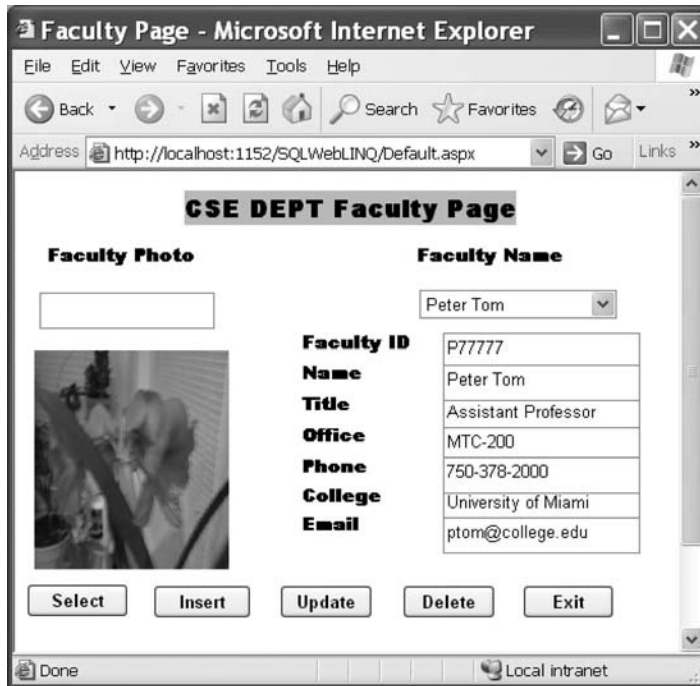 Faculty Page - Microsoft Internet Explorer
File Edit View Favorites Tools Help
Back Search Favorites »
Address http://localhost:1152/SQLWebLINQ/Default.aspx Go Links »
CSE DEPT Faculty Page
Faculty Photo Faculty Name
Peter Tom
Faculty ID P77777
Name Peter Tom
Title Assistant Professor
Office MTC-200
Phone 750-378-2000
College University of Miami
Email ptom@college.edu
Select Insert Update Delete Exit
Done Local intranet